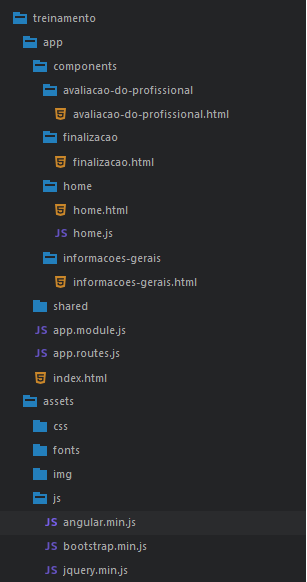 treinamento
app
components
avaliacao-do-profissional
avaliacao-do-profissional.html
finalizacao
finalizacao.html
home
home.html
JS home.js
informacoes-gerais
informacoes-gerais.html
shared
JS app.module.js
JS app.routes.js
index.html
assets
css
fonts
img
js
JS angular.min.js
JS bootstrap.min.js
JS jquery.min.js